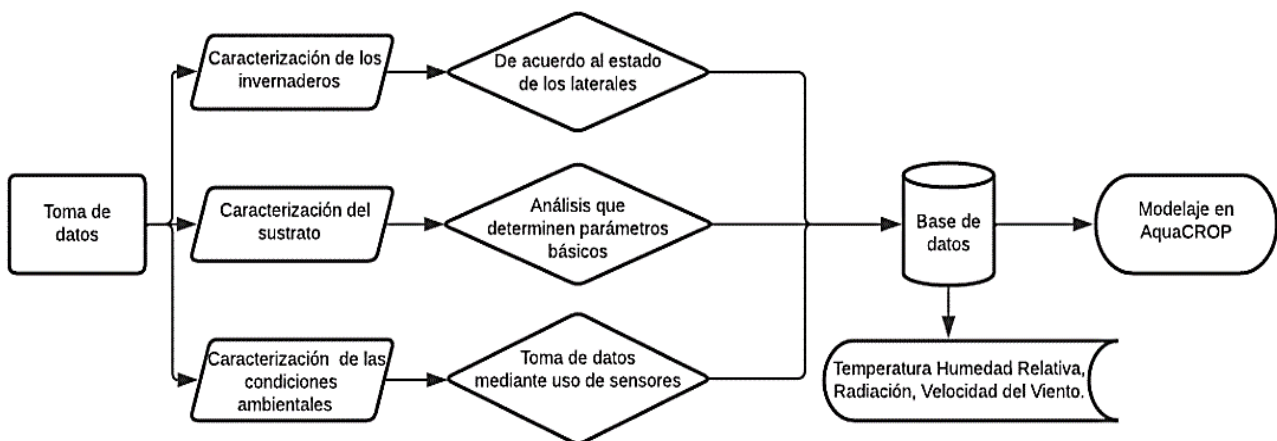 Toma de
datos
Caracterización de los
invernaderos
De acuerdo al estado
de los laterales
Caracterización del
sustrato
Análisis que
determinen parámetros
básicos
Caracterización de las
condiciones
ambientales
Toma de datos
mediante uso de sensores
Base de
datos
Modelaje en
AquaCROP
Temperatura Humedad Relativa,
Radiación, Velocidad del Viento.